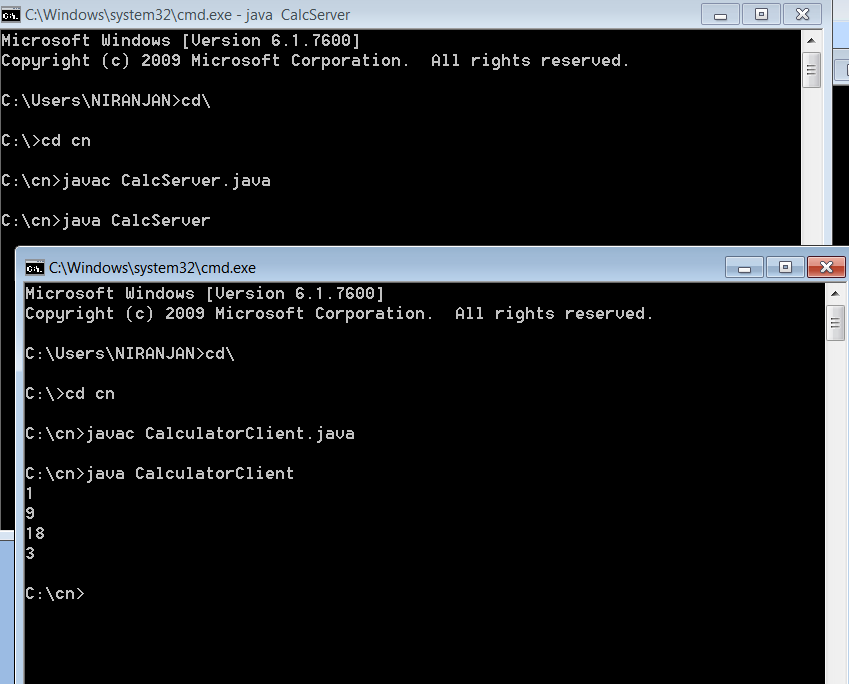 C:\Windows\system32\cmd.exe - java  CalcServer
Microsoft Windows [Version 6.1.7600]
Copyright (c) 2009 Microsoft Corporation.  All rights reserved.
C:\Users\NIRANJAN>cd\
C:\>cd cn
C:\cn>javac CalcServer.java
C:\cn>java CalcServer
C:\Windows\system32\cmd.exe
Microsoft Windows [Version 6.1.7600]
Copyright (c) 2009 Microsoft Corporation.  All rights reserved.
C:\Users\NIRANJAN>cd\
C:\>cd cn
C:\cn>javac CalculatorClient.java
C:\cn>java CalculatorClient
1
9
18
3
C:\cn>